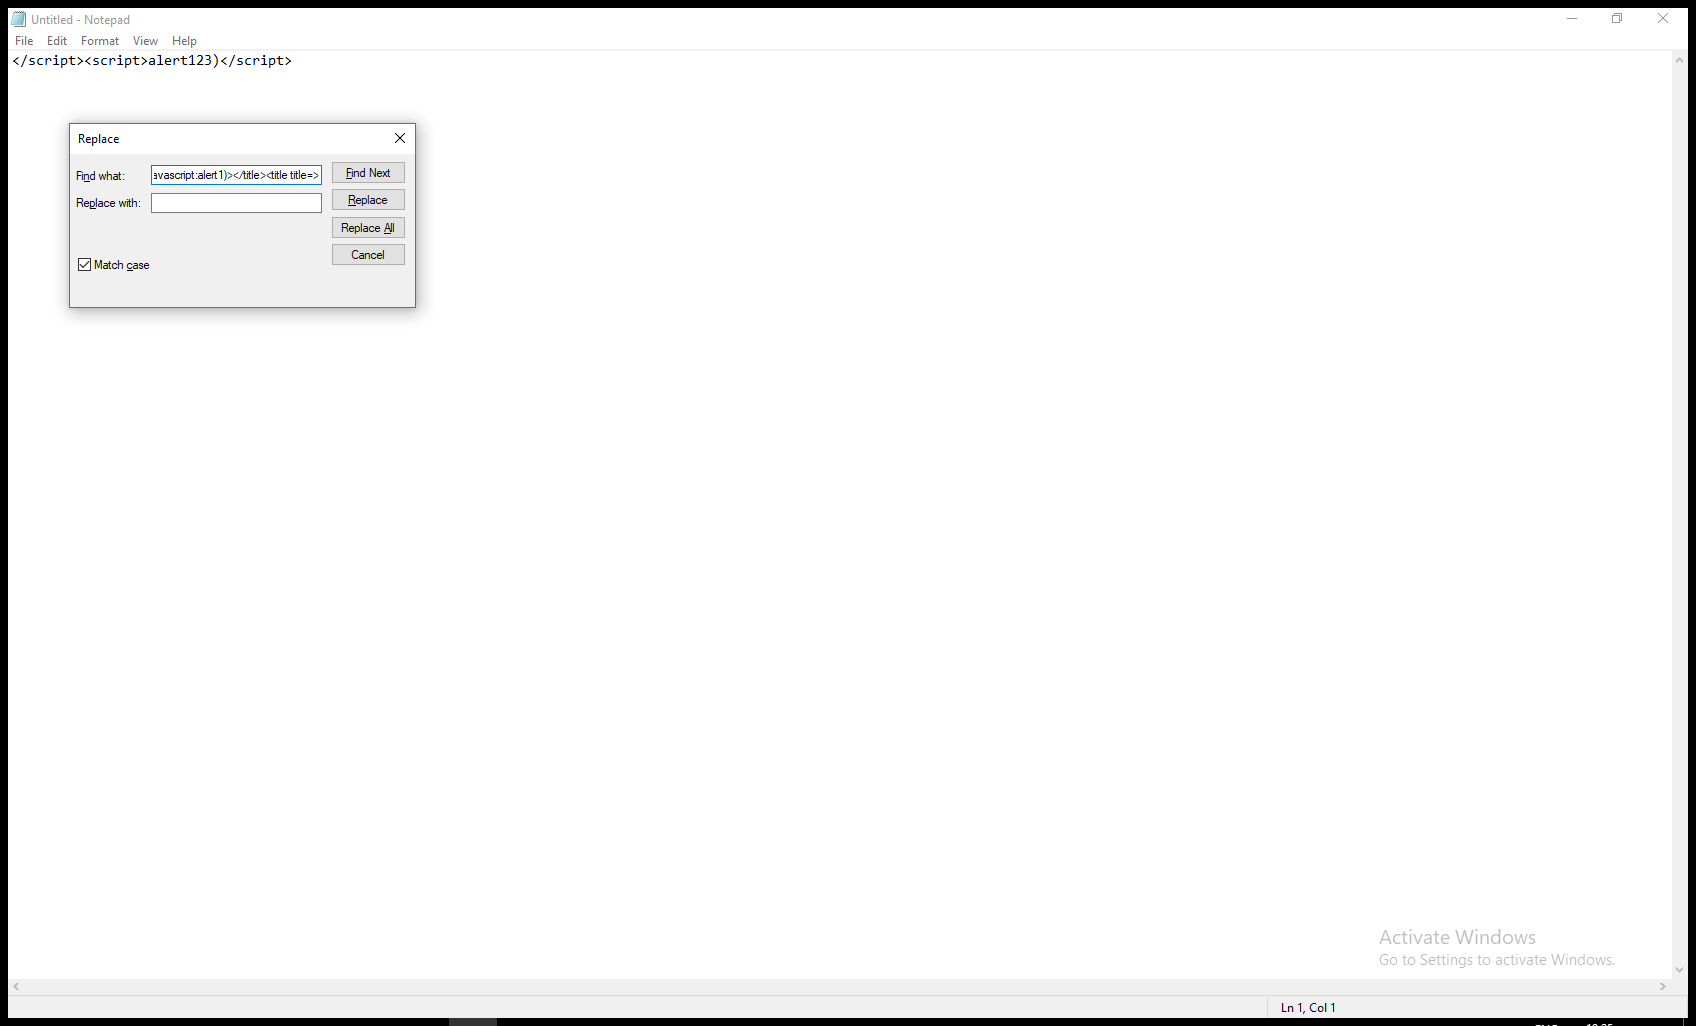 Untitled - Notepad
File Edit Format View Help
</script><script>alert123)</script>
Replace
Find what: avascript:alert1)></title><title title=> Find Next
Replace with: Replace
Replace All
Cancel
Match case
Activate Windows
Go to Settings to activate Windows.
Ln 1, Col 1